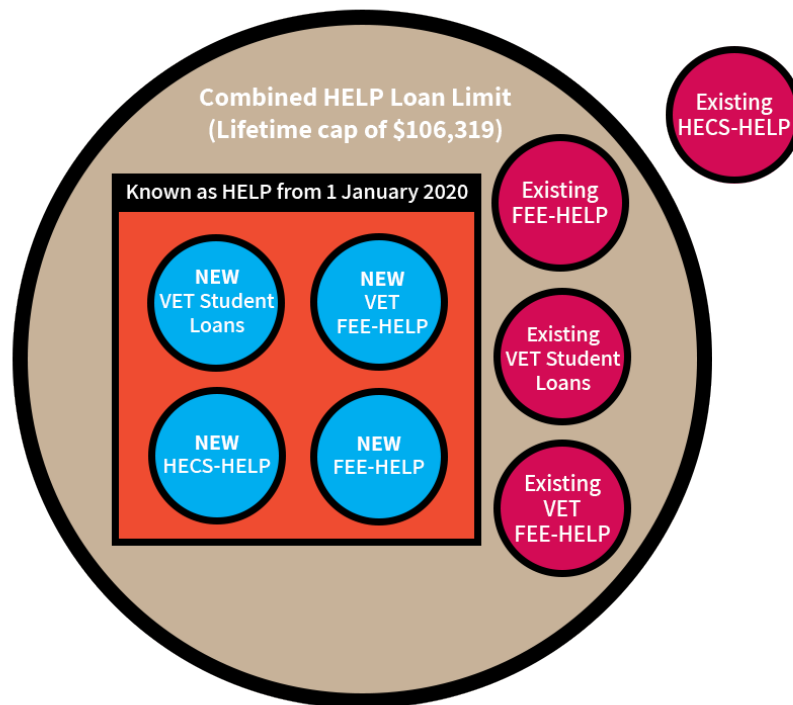 Combined HELP Loan Limit
(Lifetime cap of $106,319)
Existing
HECS-HELP
Known as HELP from 1 January 2020
Existing
FEE-HELP
NEW
VET Student
Loans
NEW
VET
FEE-HELP
Existing
VET Student
Loans
NEW
HECS-HELP
NEW
FEE-HELP
Existing
VET
FEE-HELP